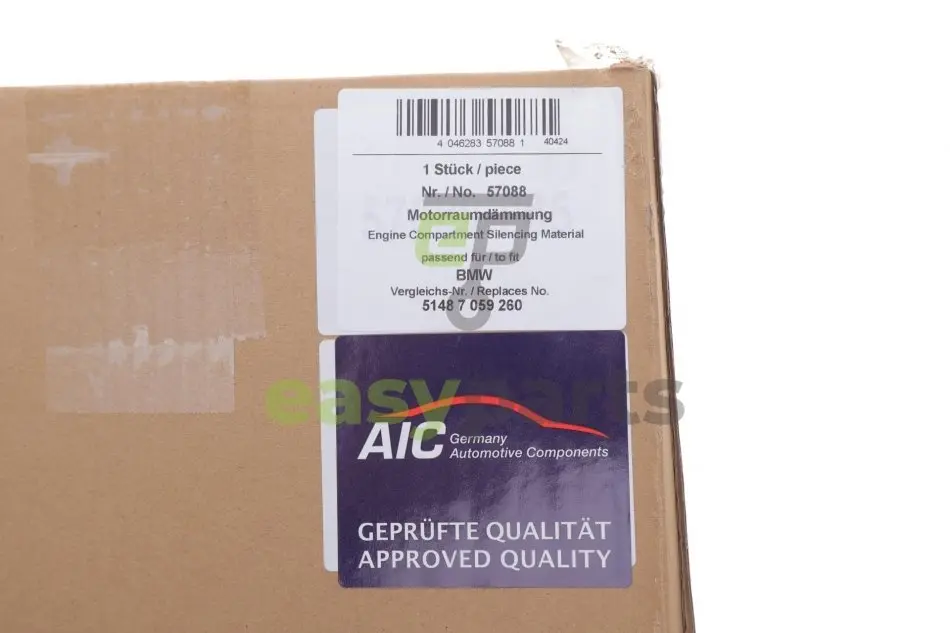 4 046283 57088 1 40424
1 Stück / piece
Nr. / No. 57088
Motorraumdämmung
Engine Compartment Silencing Material
passend für / to fit
BMW
Vergleichs-Nr. / Replaces No.
5148 7 059 260
ep
easyparts
AIC Germany
Automotive Components
GEPRÜFTE QUALITÄT
APPROVED QUALITY